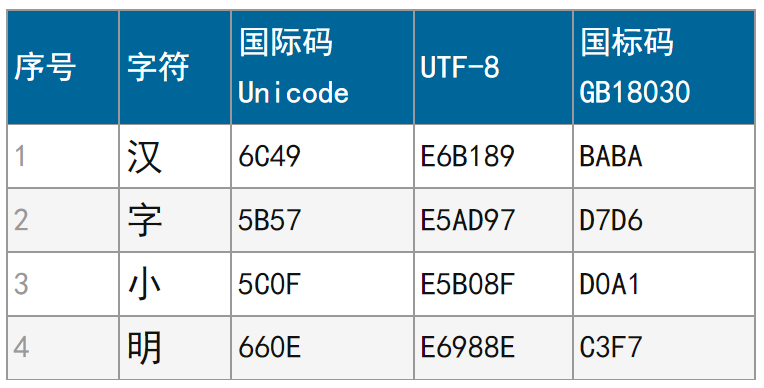 序号 字符 国际码 Unicode UTF-8 国标码 GB18030
1 汉 6C49 E6B189 BABA
2 字 5B57 E5AD97 D7D6
3 小 5C0F E5B08F D0A1
4 明 660E E6988E C3F7